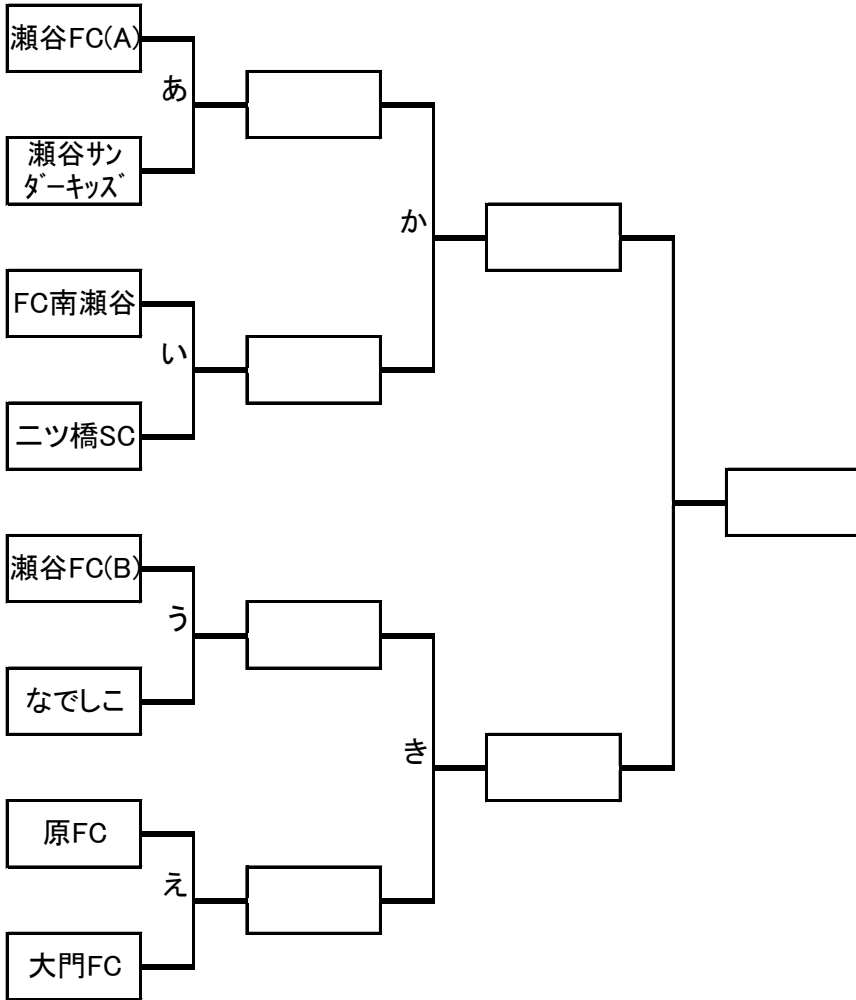 瀬谷FC(A)
あ
瀬谷サン
ﾀﾞｰｷｯｽﾞ
か
FC南瀬谷
い
二ツ橋SC
瀬谷FC(B)
う
なでしこ
き
原FC
え
大門FC